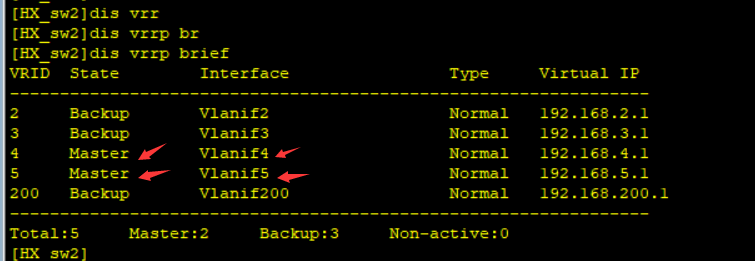 [HX_sw2]dis vrr
[HX_sw2]dis vrrp br
[HX_sw2]dis vrrp brief
VRID  State        Interface                Type     Virtual IP
----------------------------------------------------------------
2     Backup       Vlanif2                  Normal   192.168.2.1
3     Backup       Vlanif3                  Normal   192.168.3.1
4     Master       Vlanif4                  Normal   192.168.4.1
5     Master       Vlanif5                  Normal   192.168.5.1
200   Backup       Vlanif200                Normal   192.168.200.1
----------------------------------------------------------------
Total:5     Master:2     Backup:3     Non-active:0
[HX_sw2]